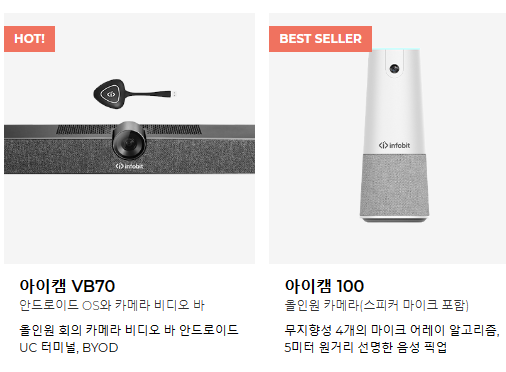 HOT!
infobit
아이캠 VB70
안드로이드 OS와 카메라 비디오 바
올인원 회의 카메라 비디오 바 안드로이드
UC 터미널, BYOD
BEST SELLER
infobit
아이캠 100
올인원 카메라(스피커 마이크 포함)
무지향성 4개의 마이크 어레이 알고리즘,
5미터 원거리 선명한 음성 픽업